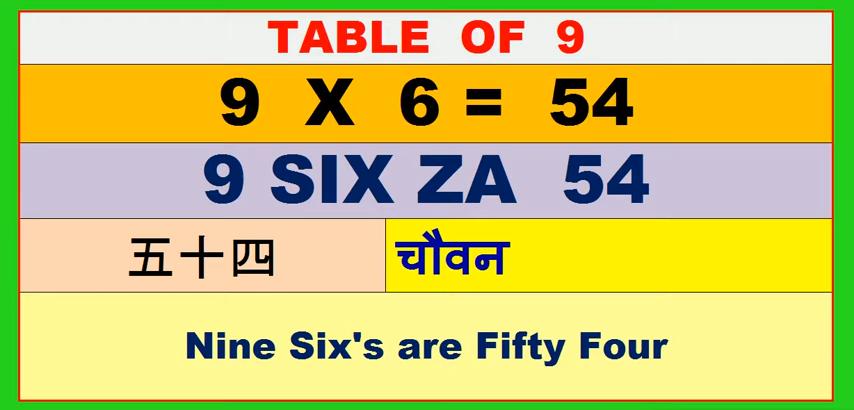 TABLE OF 9
9 X 6 = 54
9 SIX ZA 54
五十四
चौवन
Nine Six's are Fifty Four